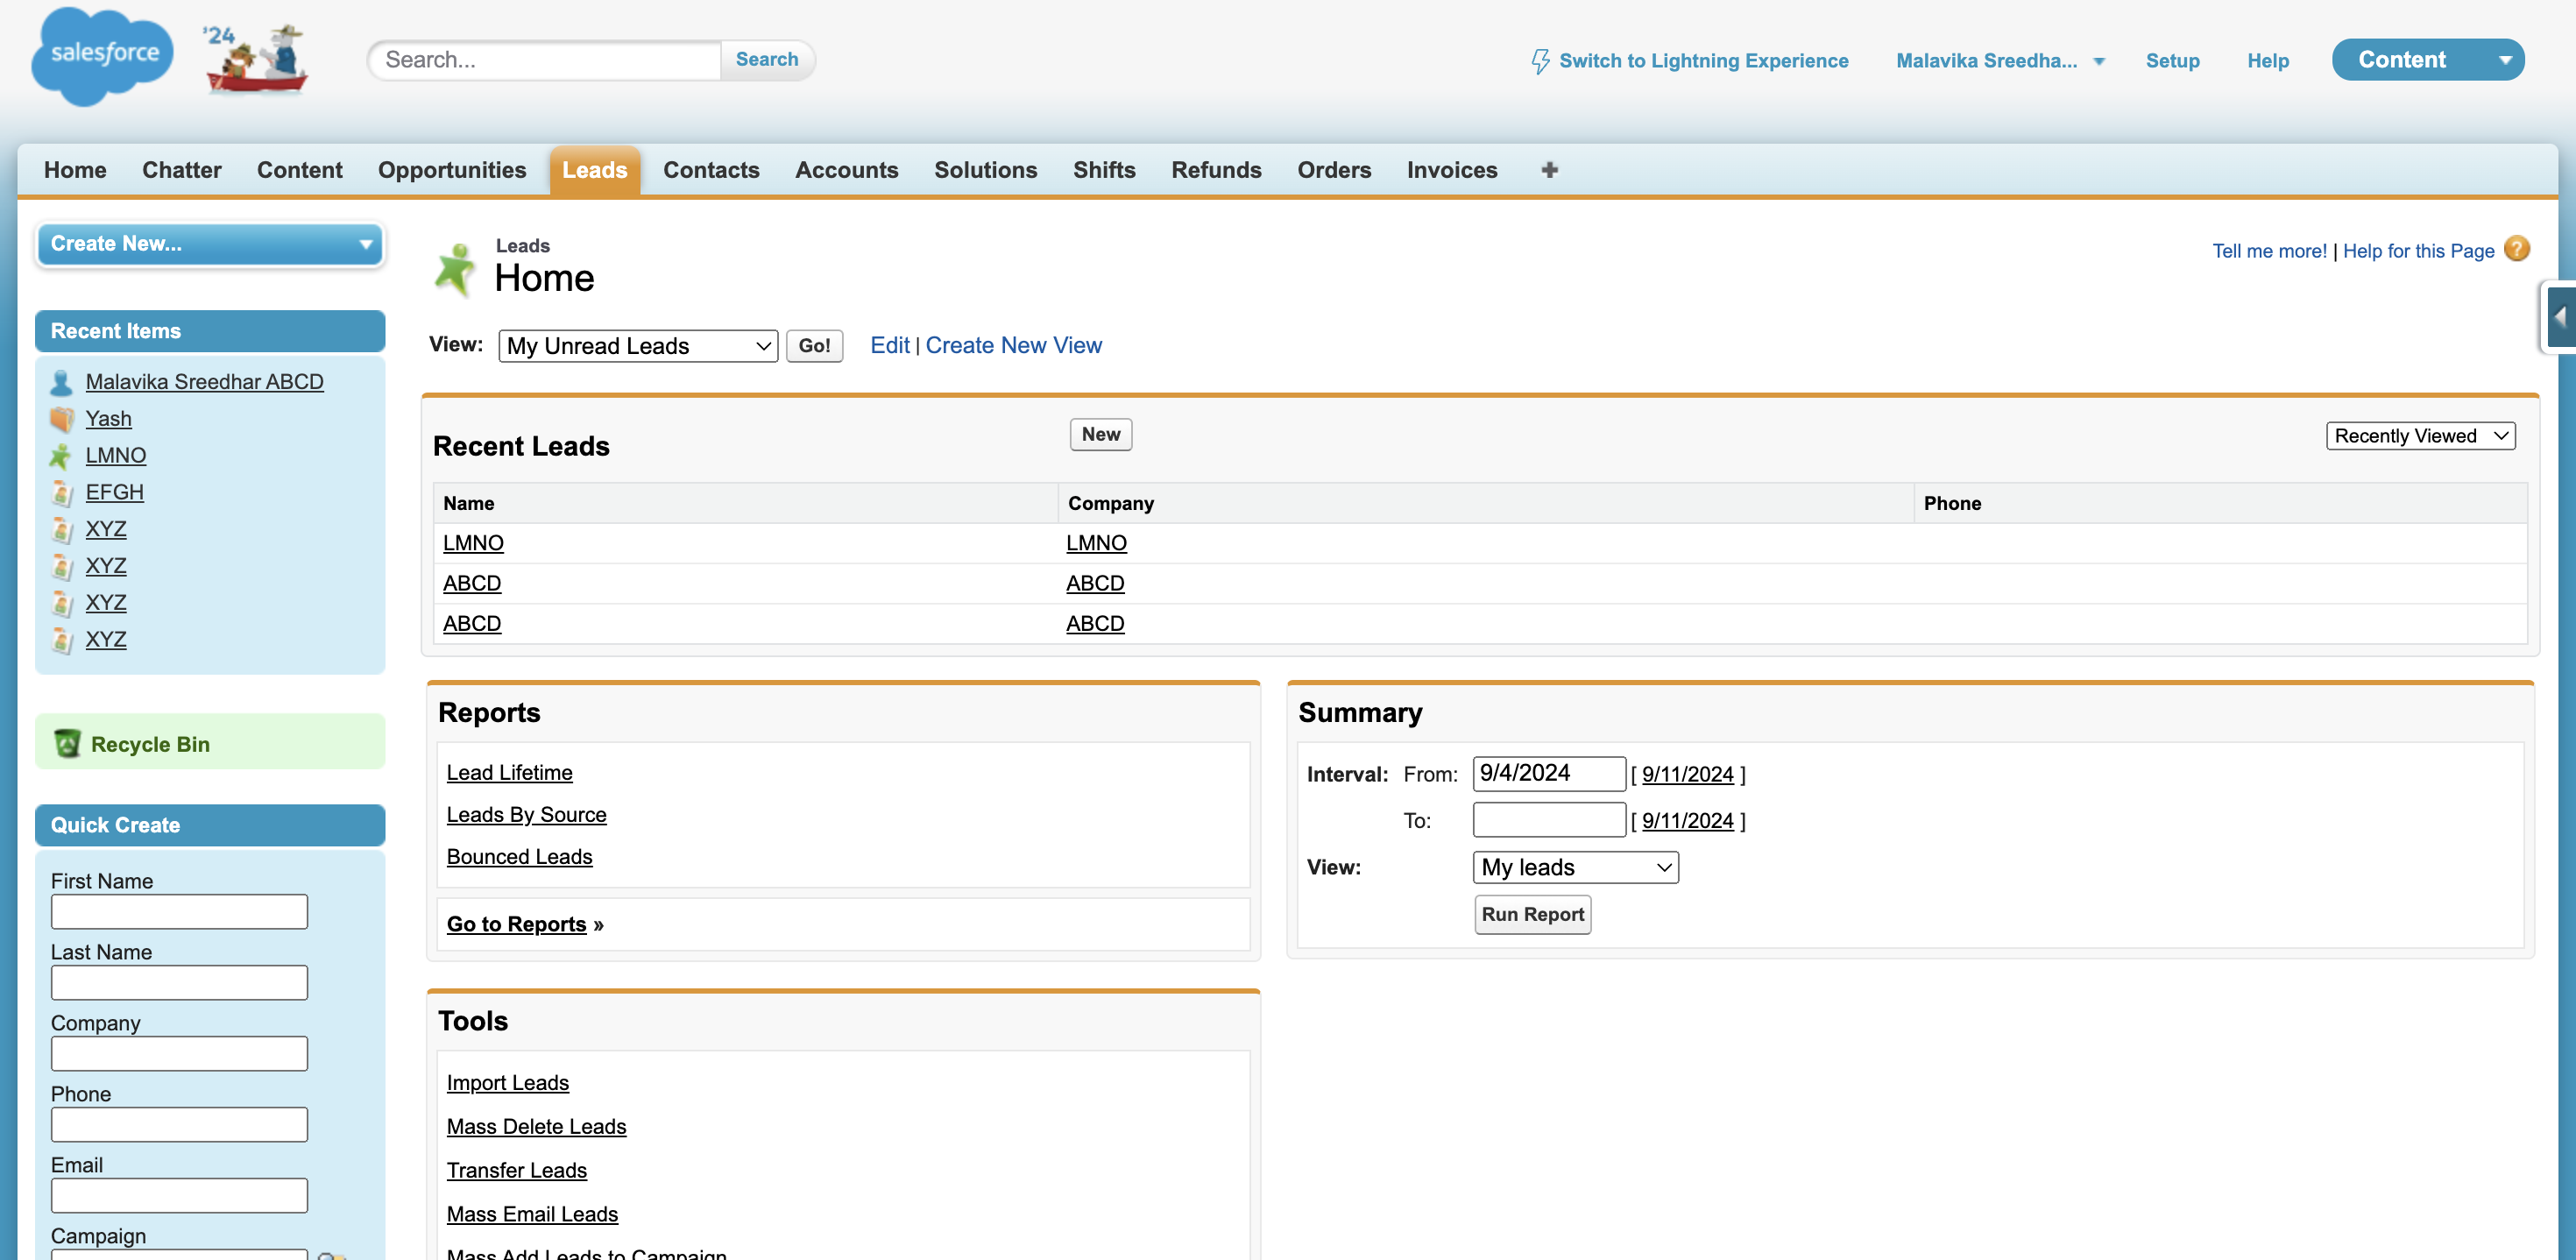 salesforce
'24
Search...
Search
Switch to Lightning Experience
Malavika Sreedha...
Setup
Help
Content
Home
Chatter
Content
Opportunities
Leads
Contacts
Accounts
Solutions
Shifts
Refunds
Orders
Invoices
+
Create New...
Recent Items
Malavika Sreedhar ABCD
Yash
LMNO
EFGH
XYZ
XYZ
XYZ
XYZ
Recycle Bin
Quick Create
First Name
Last Name
Company
Phone
Email
Campaign
Leads
Home
Tell me more! | Help for this Page ?
View: My Unread Leads Go! Edit | Create New View
Recent Leads
New
Recently Viewed
Name Company Phone
LMNO LMNO
ABCD ABCD
ABCD ABCD
Reports
Lead Lifetime
Leads By Source
Bounced Leads
Go to Reports »
Summary
Interval: From: 9/4/2024 [ 9/11/2024 ]
To: [ 9/11/2024 ]
View: My leads
Run Report
Tools
Import Leads
Mass Delete Leads
Transfer Leads
Mass Email Leads
Mass Add Leads to Campaign